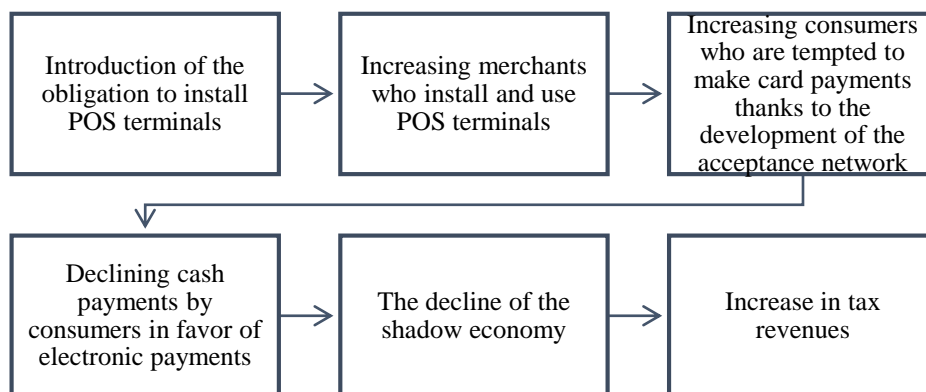 Introduction of the
obligation to install
POS terminals
Increasing merchants
who install and use
POS terminals
Increasing consumers
who are tempted to
make card payments
thanks to the
development of the
acceptance network
Declining cash
payments by
consumers in favor of
electronic payments
The decline of the
shadow economy
Increase in tax
revenues